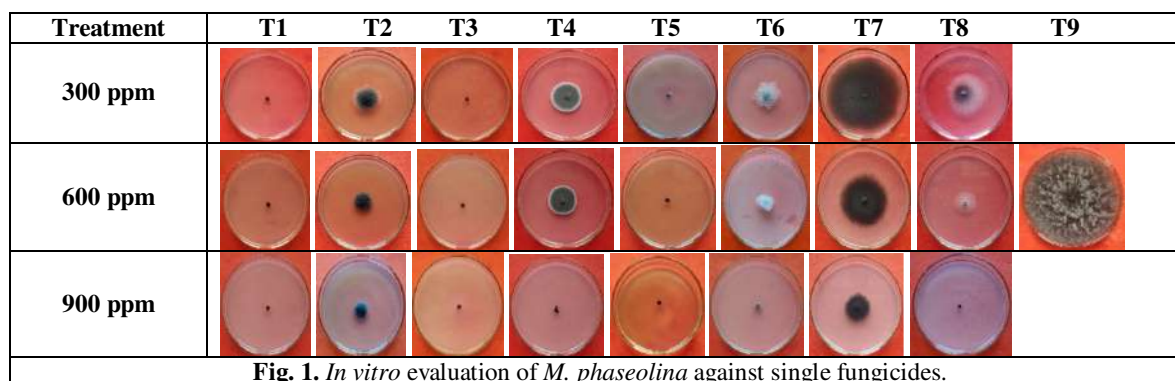 Treatment T1 T2 T3 T4 T5 T6 T7 T8 T9
300 ppm
600 ppm
900 ppm
Fig. 1. In vitro evaluation of M. phaseolina against single fungicides.